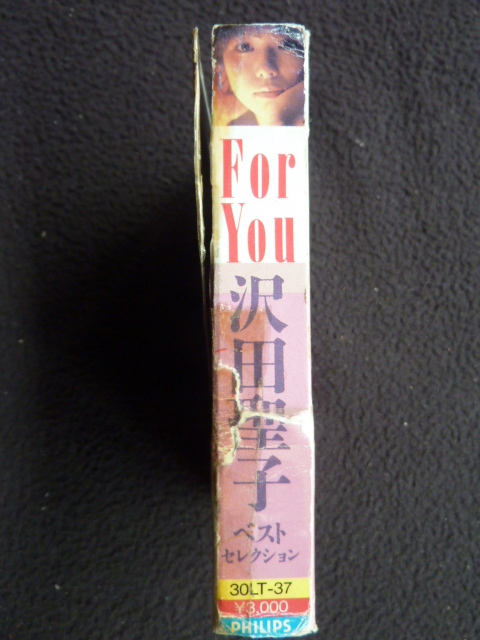 For
You
沢田聖子
ベスト
セレクション
30LT-37
¥3,000
PHILIPS